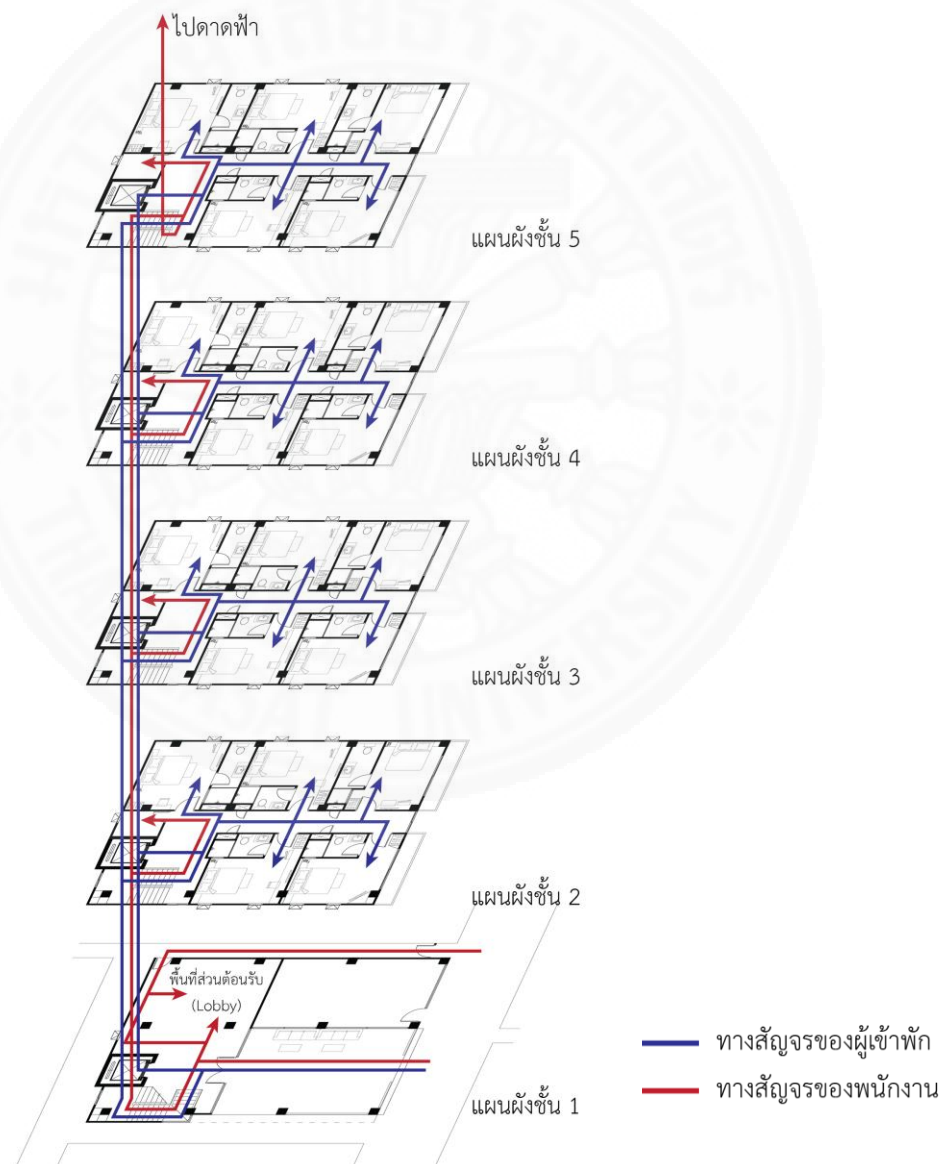 ไปดาดฟ้า
แผนผังชั้น 5
แผนผังชั้น 4
แผนผังชั้น 3
แผนผังชั้น 2
พื้นที่ส่วนต้อนรับ
(Lobby)
แผนผังชั้น 1
ทางสัญจรของผู้เข้าพัก
ทางสัญจรของพนักงาน